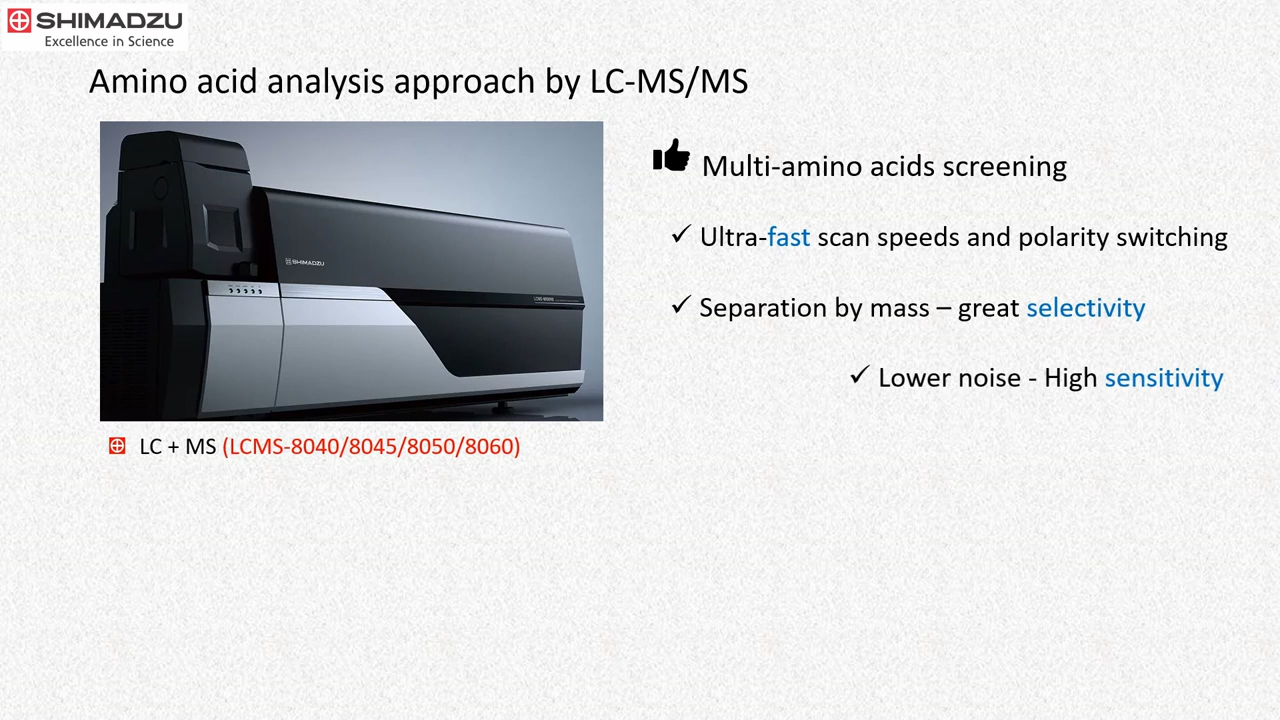 SHIMADZU
Excellence in Science
Amino acid analysis approach by LC-MS/MS
SHIMADZU
Multi-amino acids screening
Ultra-fast scan speeds and polarity switching
Separation by mass – great selectivity
Lower noise - High sensitivity
LC + MS (LCMS-8040/8045/8050/8060)